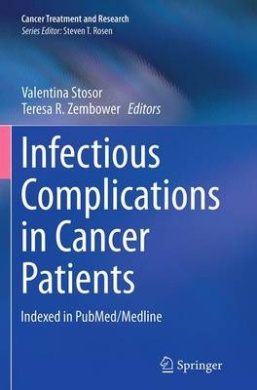 Cancer Treatment and Research
Series Editor: Steven T. Rosen
Valentina Stosor
Teresa R. Zembower Editors
Infectious
Complications
in Cancer
Patients
Indexed in PubMed/Medline
Springer